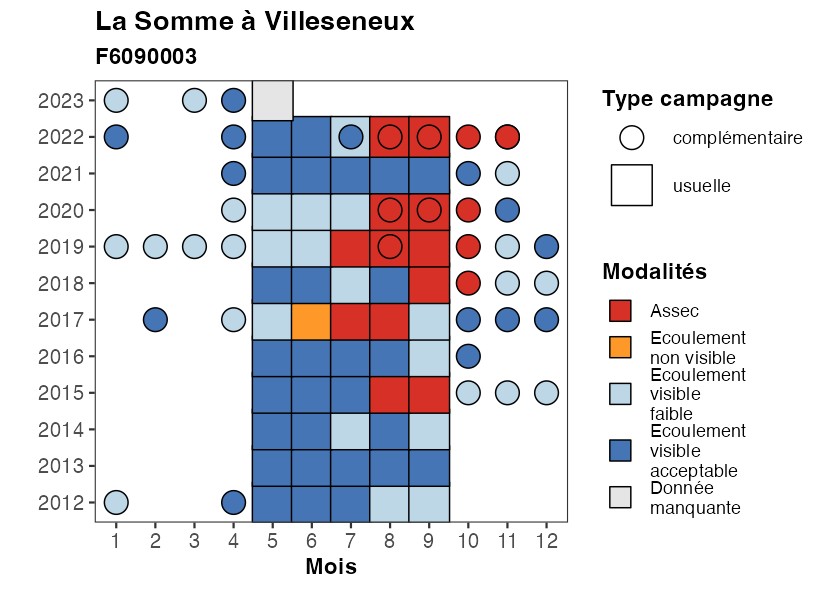 La Somme à Villeseneux
F6090003
2023
2022
2021
2020
2019
2018
2017
2016
2015
2014
2013
2012
1 2 3 4 5 6 7 8 9 10 11 12
Mois
Type campagne
complémentaire
usuelle
Modalités
Assec
Ecoulement
non visible
Ecoulement
visible
faible
Ecoulement
visible
acceptable
Donnée
manquante